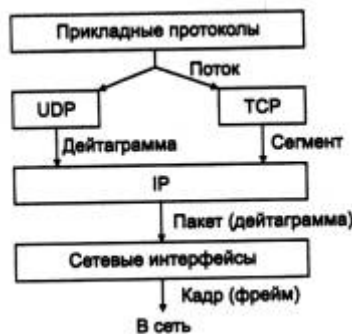 Прикладные протоколы
Поток
UDP
TCP
Дейтаграмма
Сегмент
IP
Пакет (дейтаграмма)
Сетевые интерфейсы
Кадр (фрейм)
В сеть